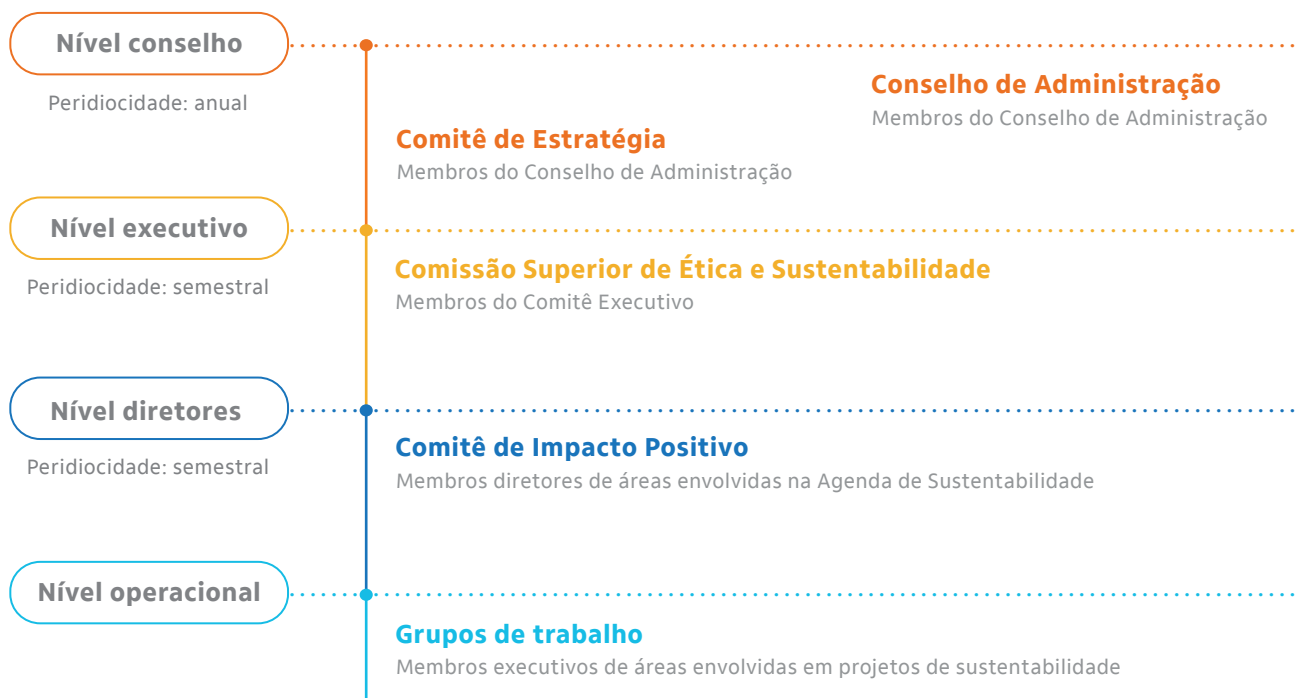 Nível conselho
Peridiocidade: anual
Conselho de Administração
Membros do Conselho de Administração
Comitê de Estratégia
Membros do Conselho de Administração
Nível executivo
Peridiocidade: semestral
Comissão Superior de Ética e Sustentabilidade
Membros do Comitê Executivo
Nível diretores
Peridiocidade: semestral
Comitê de Impacto Positivo
Membros diretores de áreas envolvidas na Agenda de Sustentabilidade
Nível operacional
Grupos de trabalho
Membros executivos de áreas envolvidas em projetos de sustentabilidade